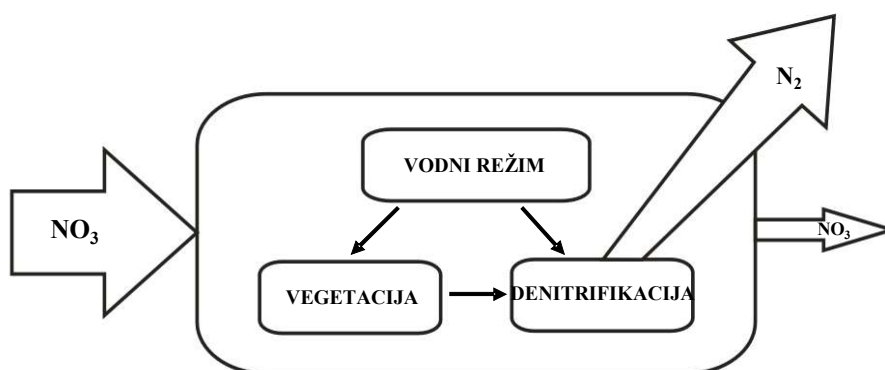 N₂
VODNI REŽIM
NO₃
NO₃
VEGETACIJA
DENITRIFIKACIJA